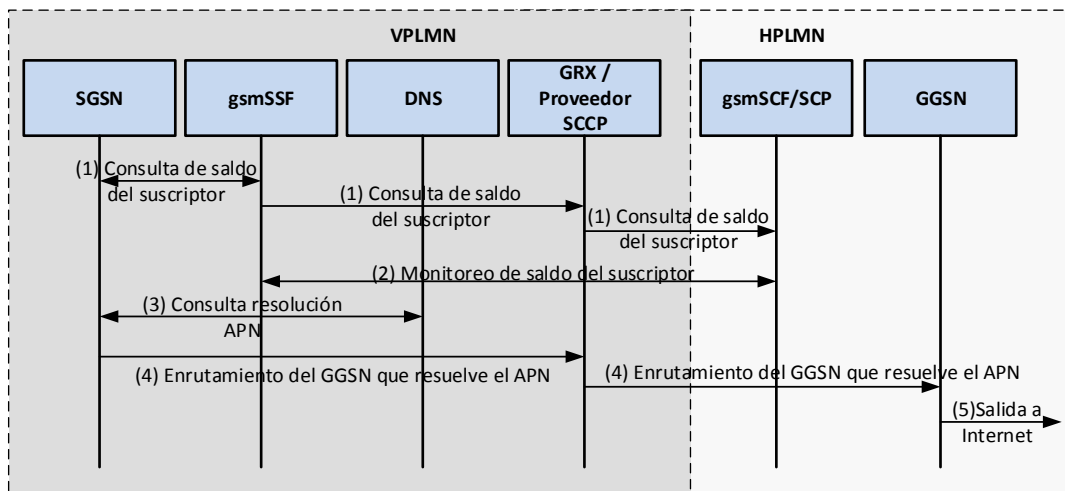 VPLMN
HPLMN
SGSN
gsmSSF
DNS
GRX /
Proveedor
SCCP
gsmSCF/SCP
GGSN
(1) Consulta de saldo
del suscriptor
(1) Consulta de saldo
del suscriptor
(1) Consulta de saldo
del suscriptor
(2) Monitoreo de saldo del suscriptor
(3) Consulta resolución
APN
(4) Enrutamiento del GGSN que resuelve el APN
(4) Enrutamiento del GGSN que resuelve el APN
(5)Salida a
Internet